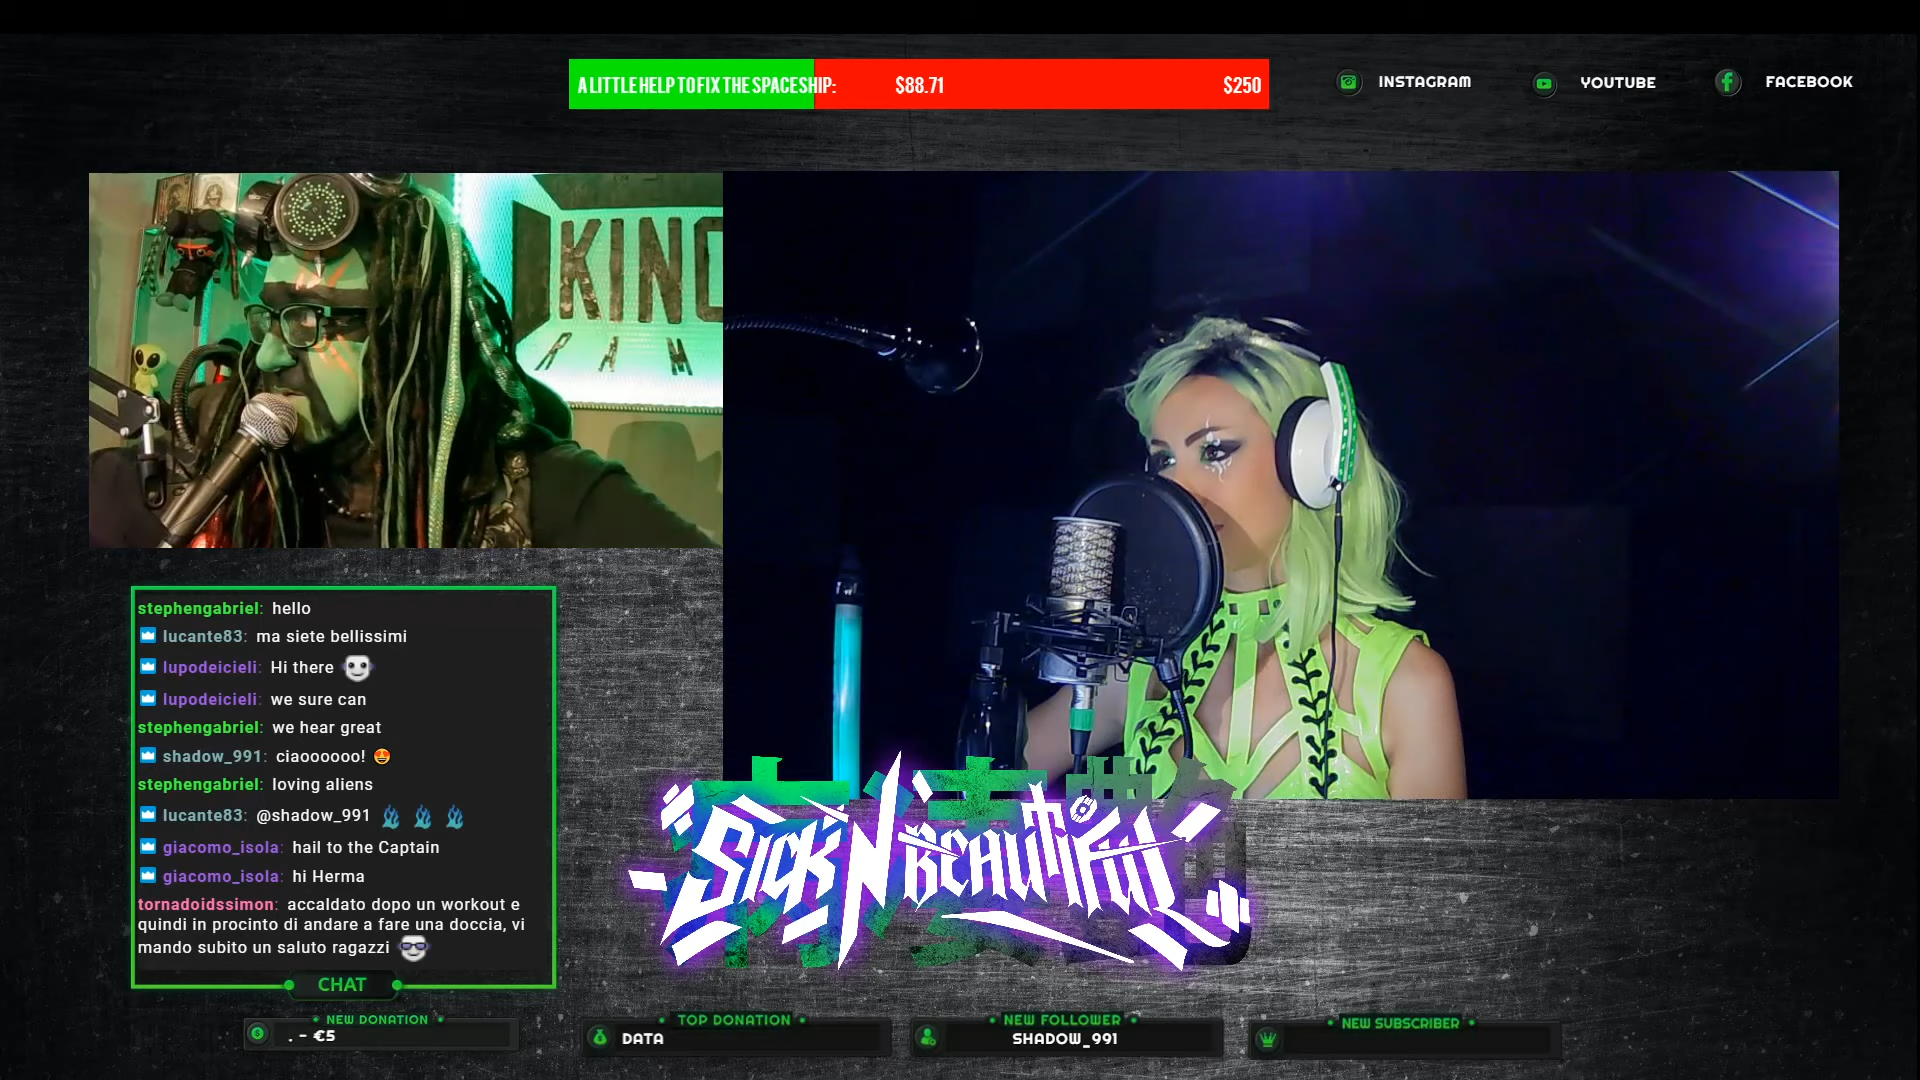 A LITTLE HELP TO FIX THE SPACESHIP: $88.71 $250
INSTAGRAM
YOUTUBE
FACEBOOK
KING
RAM
stephengabriel: hello
lucante83: ma siete bellissimi
lupodeicieli: Hi there
lupodeicieli: we sure can
stephengabriel: we hear great
shadow_991: ciaoooooo!
stephengabriel: loving aliens
lucante83: @shadow_991
giacomo_isola: hail to the Captain
giacomo_isola: hi Herma
tornadoidssimon: accaldato dopo un workout e
quindi in procinto di andare a fare una doccia, vi
mando subito un saluto ragazzi
CHAT
SICK N BEAUTIFUL
NEW DONATION
. - €5
TOP DONATION
DATA
NEW FOLLOWER
SHADOW_991
NEW SUBSCRIBER